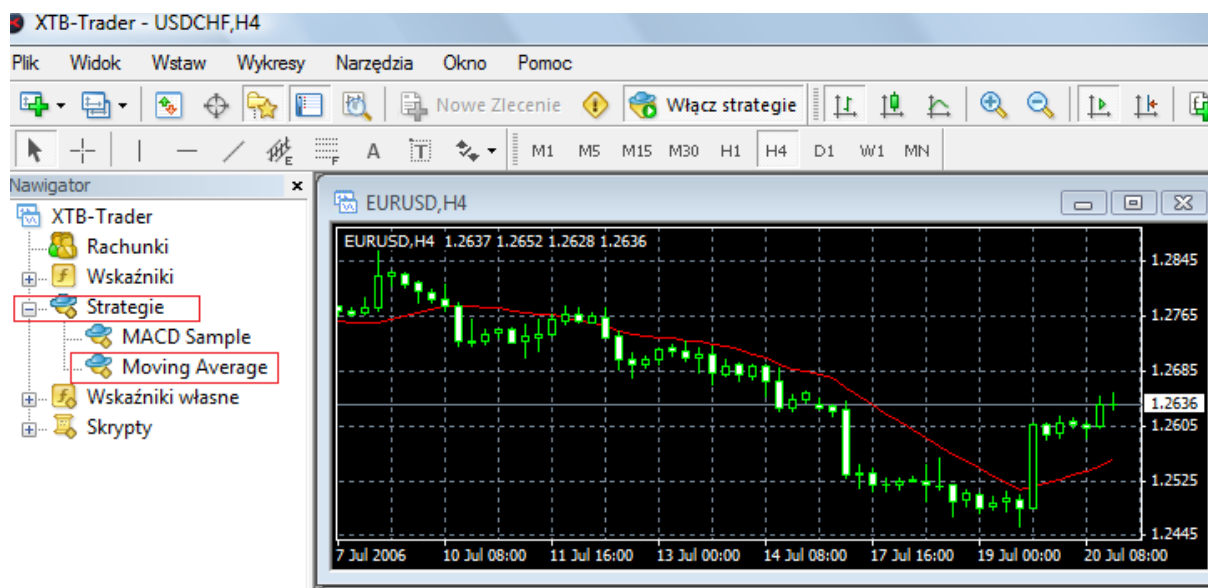 XTB-Trader - USDCHF,H4
Plik Widok Wstaw Wykresy Narzędzia Okno Pomoc
Nowe Zlecenie Włącz strategie
E F A T M1 M5 M15 M30 H1 H4 D1 W1 MN
Nawigator x
XTB-Trader
Rachunki
Wskaźniki
Strategie
MACD Sample
Moving Average
Wskaźniki własne
Skrypty
EURUSD,H4
EURUSD,H4 1.2637 1.2652 1.2628 1.2636
1.2845
1.2765
1.2685
1.2636
1.2605
1.2525
1.2445
7 Jul 2006 10 Jul 08:00 11 Jul 16:00 13 Jul 00:00 14 Jul 08:00 17 Jul 16:00 19 Jul 00:00 20 Jul 08:00